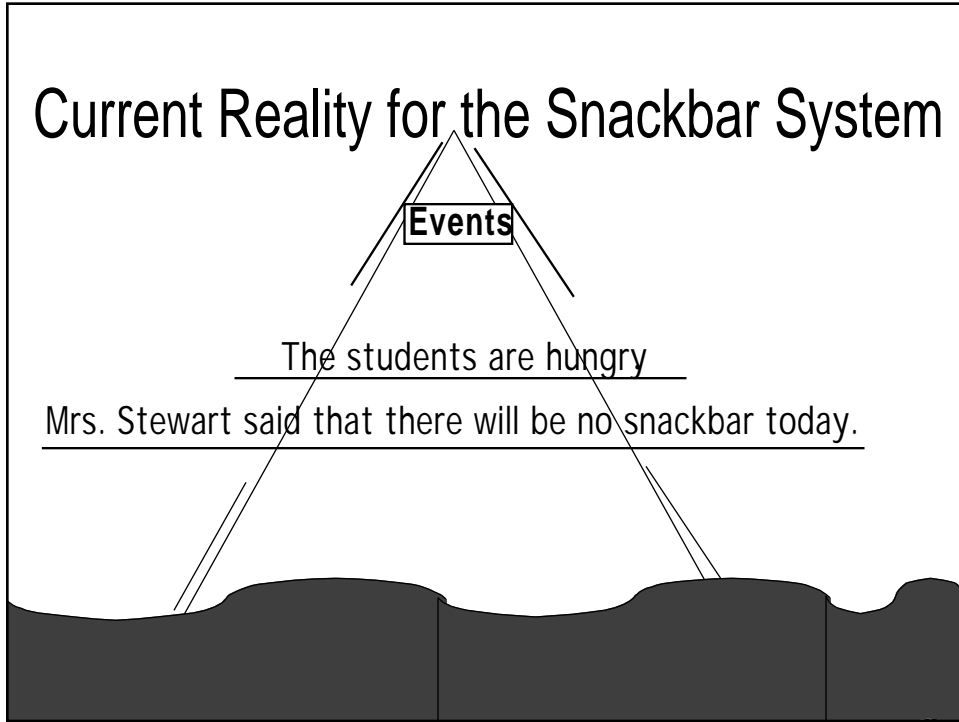 Current Reality for the Snackbar System
Events
The students are hungry
Mrs. Stewart said that there will be no snackbar today.